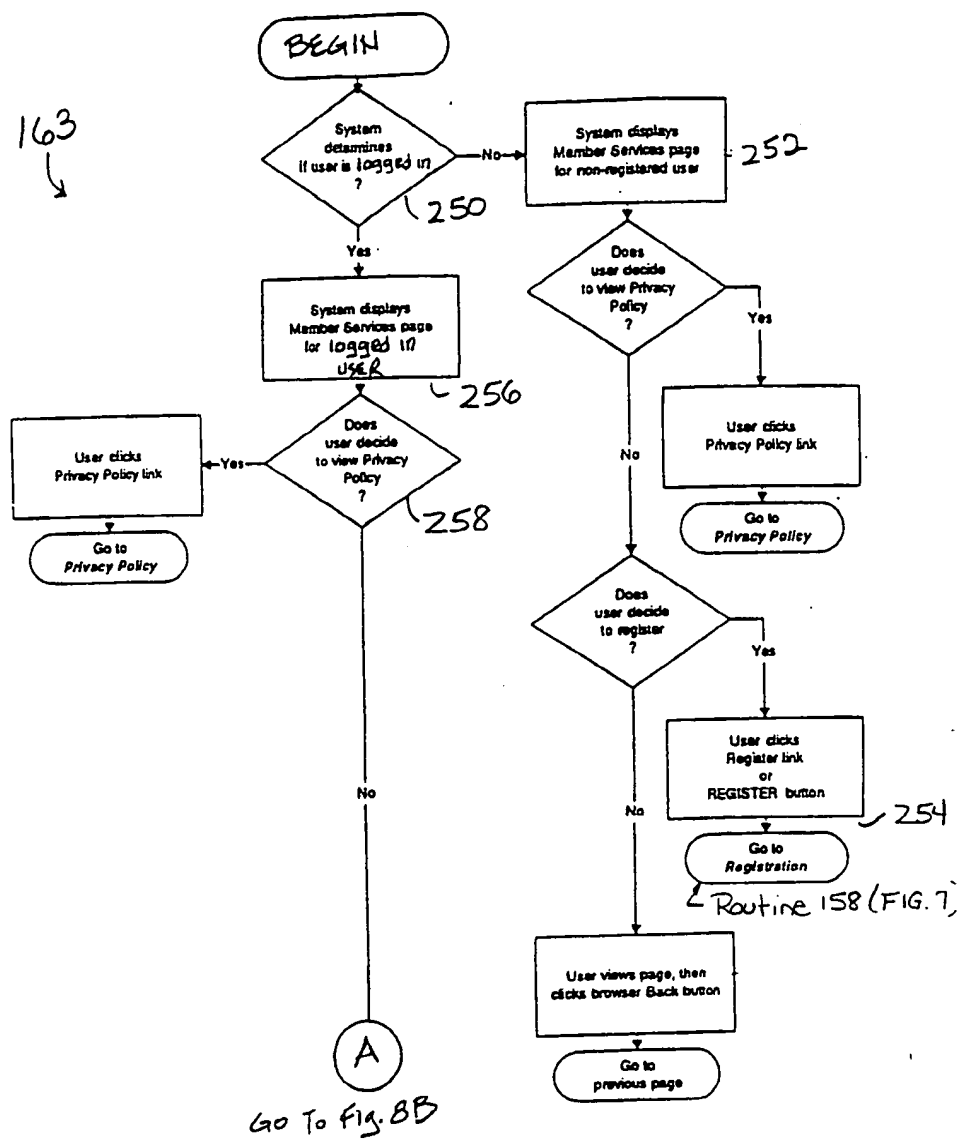 BEGIN
163
System
determines
If user is logged in
?
250
No
System displays
Member Services page
for non-registered user
252
Yes
System displays
Member Services page
for logged in
USER
256
Does
user decide
to view Privacy
Policy
?
Yes
User clicks
Privacy Policy link
Go to
Privacy Policy
No
Does
user decide
to view Privacy
Policy
?
258
Yes
User clicks
Privacy Policy link
Go to
Privacy Policy
Does
user decide
to register
?
Yes
User clicks
Register link
or
REGISTER button
254
Go to
Registration
Routine 158 (FIG. 7)
No
No
User views page, then
clicks browser Back button
Go to
previous page
A
GO TO Fig. 8B